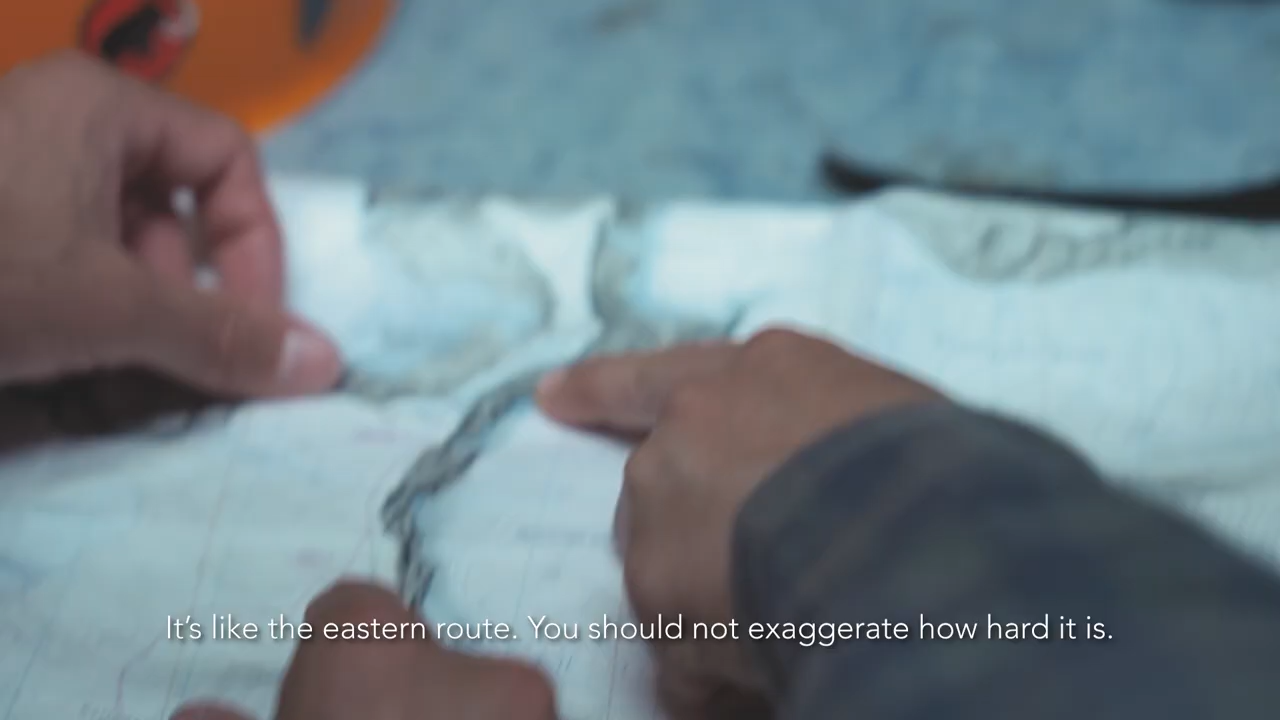 It’s like the eastern route. You should not exaggerate how hard it is.